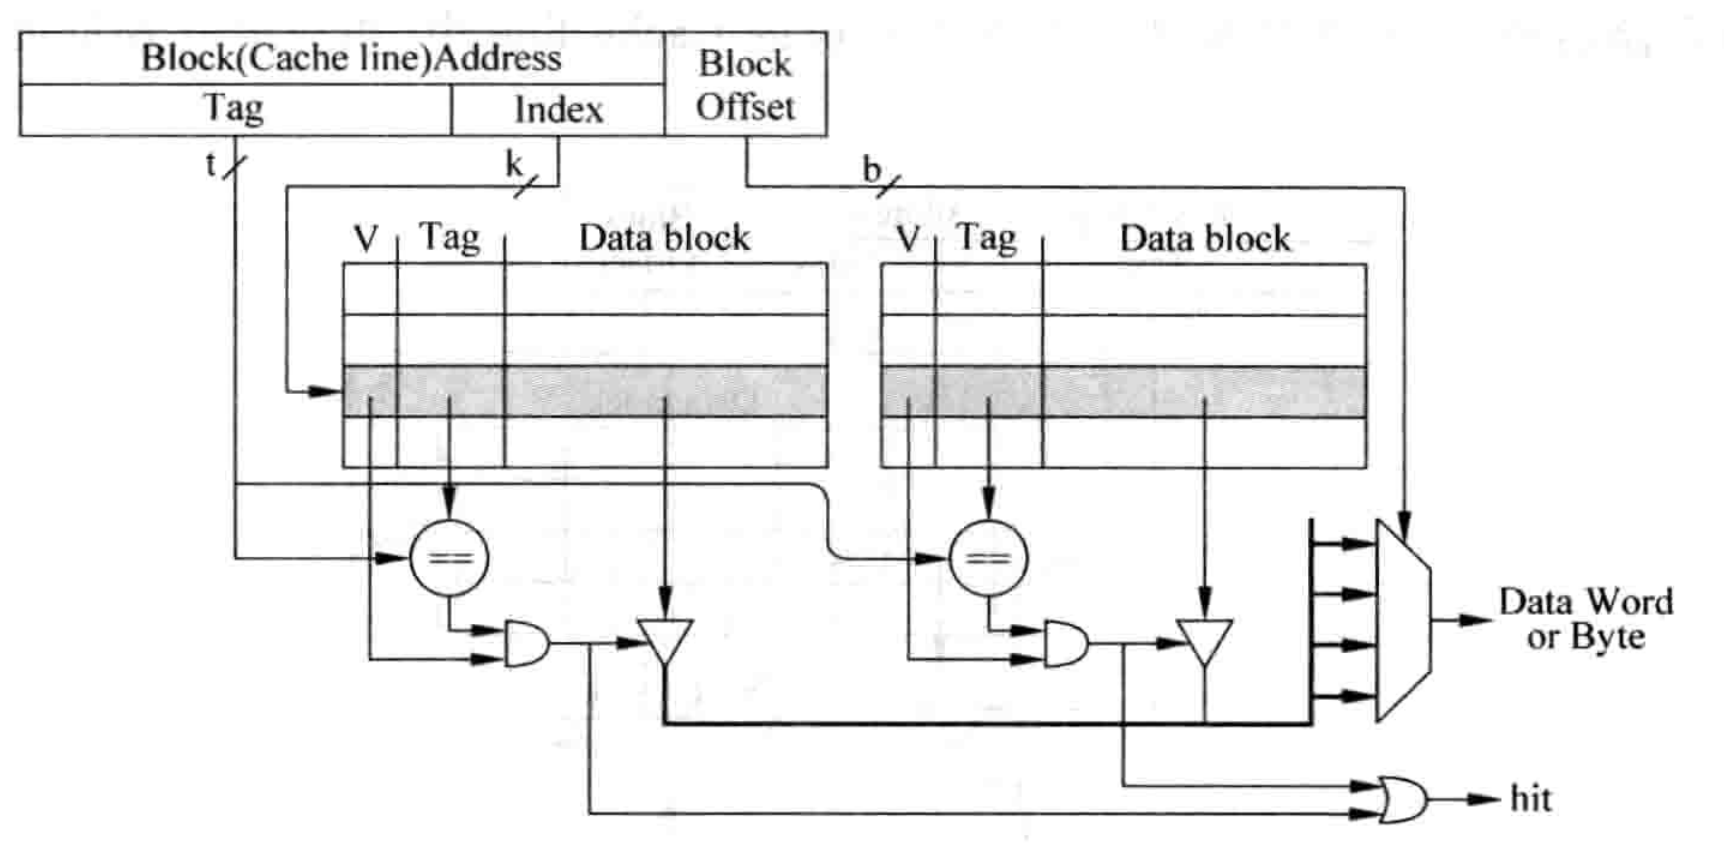 Block(Cache line)Address
Block
Offset
Tag
Index
t
k
b
V
Tag
Data block
V
Tag
Data block
==
==
Data Word
or Byte
hit